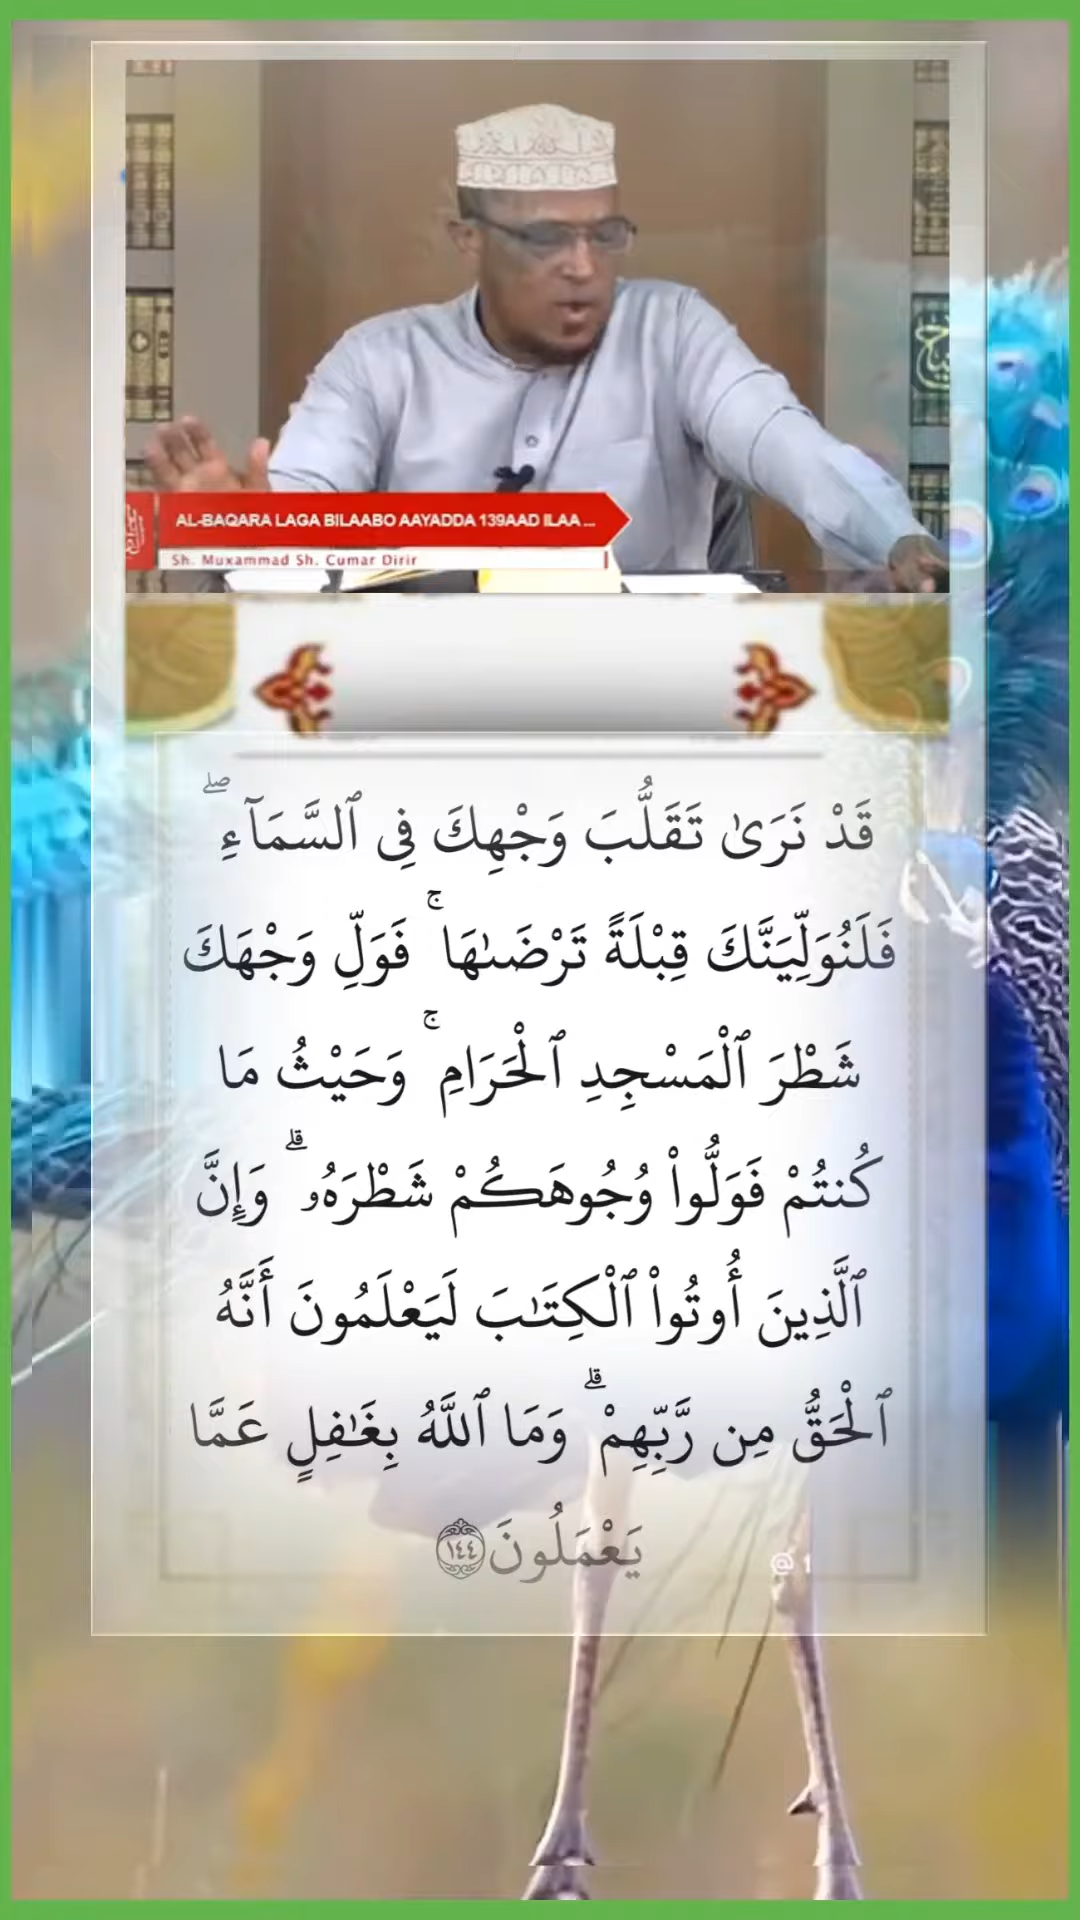 AL-BAQARA LAGA BILAABO AAYADDA 139AAD ILAA ...
Sh. Muxammad Sh. Cumar Dirir
قَدْ نَرَىٰ تَقَلُّبَ وَجْهِكَ فِى ٱلسَّمَآءِ ۖ
فَلَنُوَلِّيَنَّكَ قِبْلَةً تَرْضَىٰهَا ۚ فَوَلِّ وَجْهَكَ
شَطْرَ ٱلْمَسْجِدِ ٱلْحَرَامِ ۚ وَحَيْثُ مَا
كُنتُمْ فَوَلُّوا۟ وُجُوهَكُمْ شَطْرَهُۥ ۗ وَإِنَّ
ٱلَّذِينَ أُوتُوا۟ ٱلْكِتَـٰبَ لَيَعْلَمُونَ أَنَّهُ
ٱلْحَقُّ مِن رَّبِّهِمْ ۗ وَمَا ٱللَّهُ بِغَـٰفِلٍ عَمَّا
يَعْمَلُونَ ١٤٤
@1